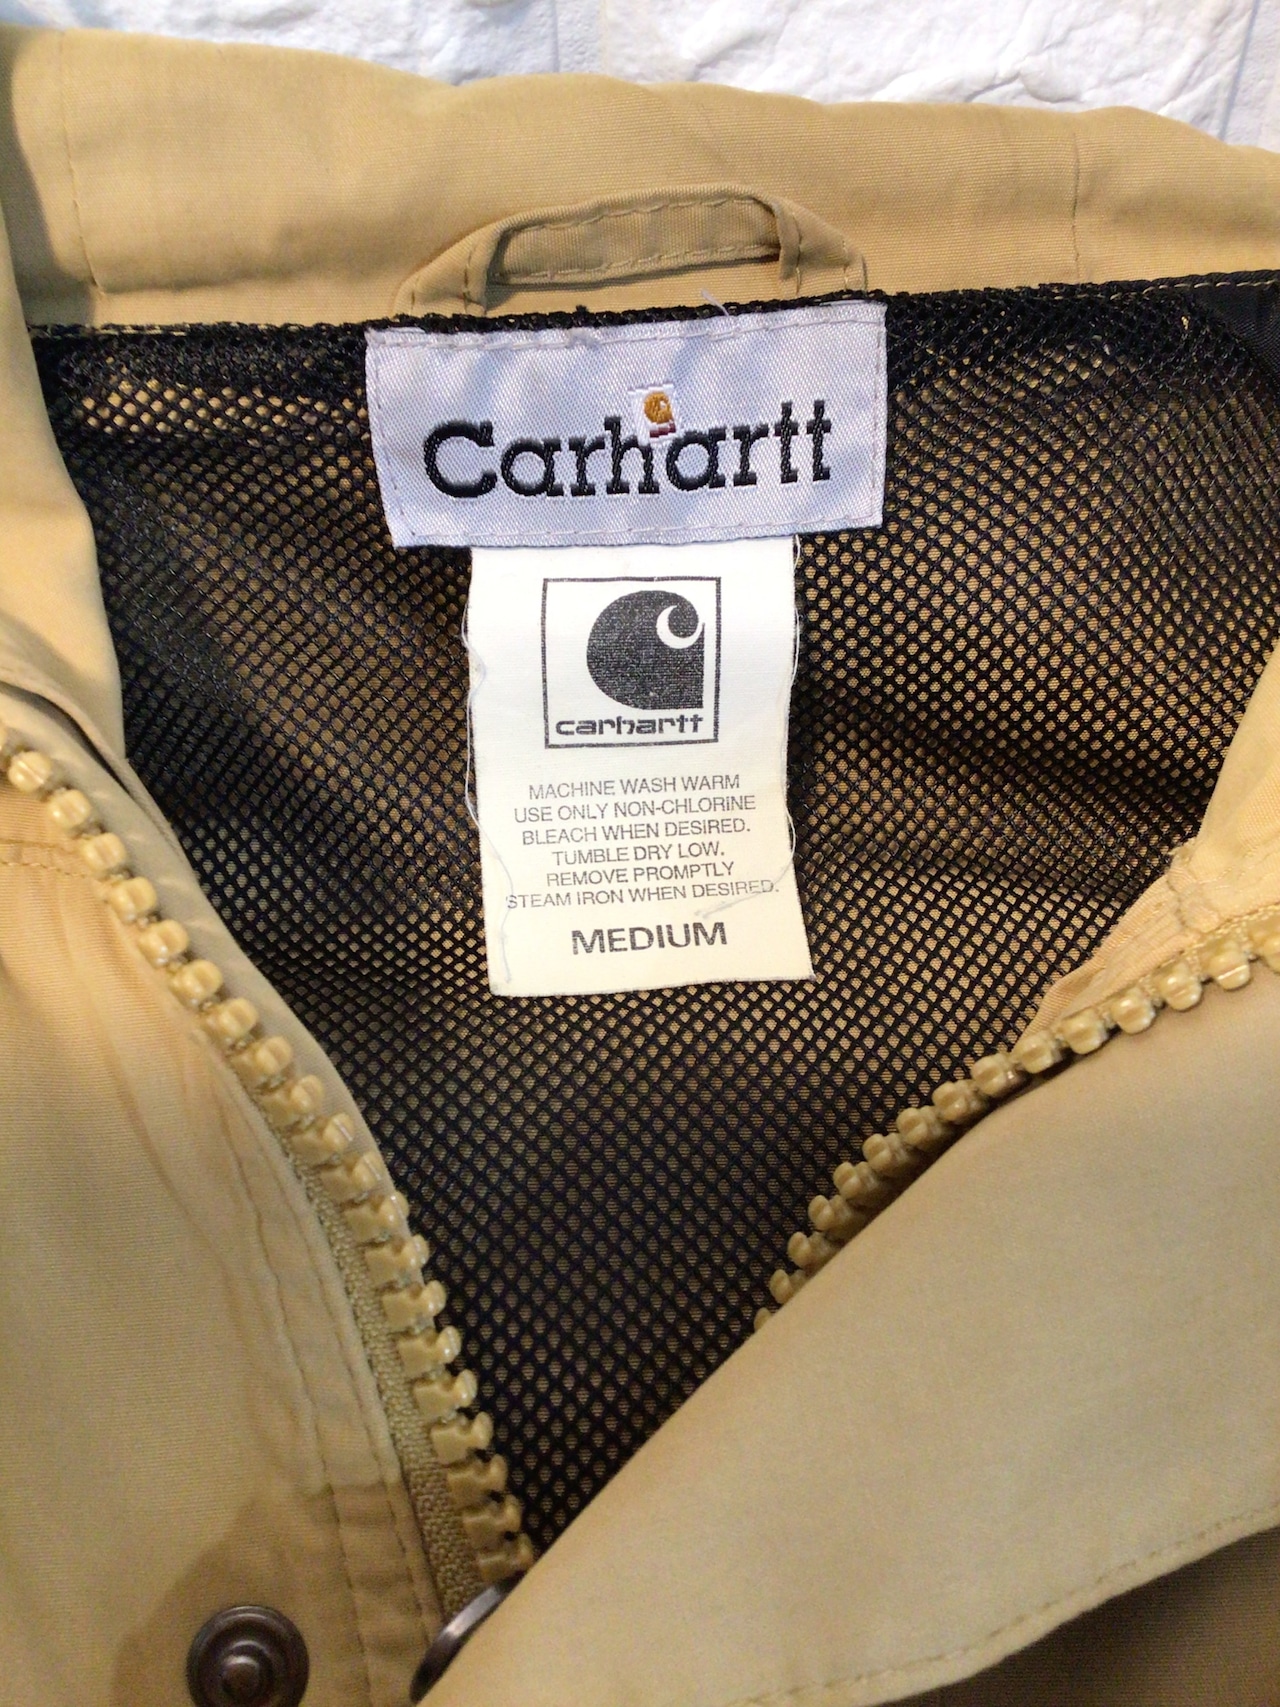 Carhartt
carhartt
MACHINE WASH WARM
USE ONLY NON-CHLORINE
BLEACH WHEN DESIRED.
TUMBLE DRY LOW.
REMOVE PROMPTLY
STEAM IRON WHEN DESIRED.
MEDIUM